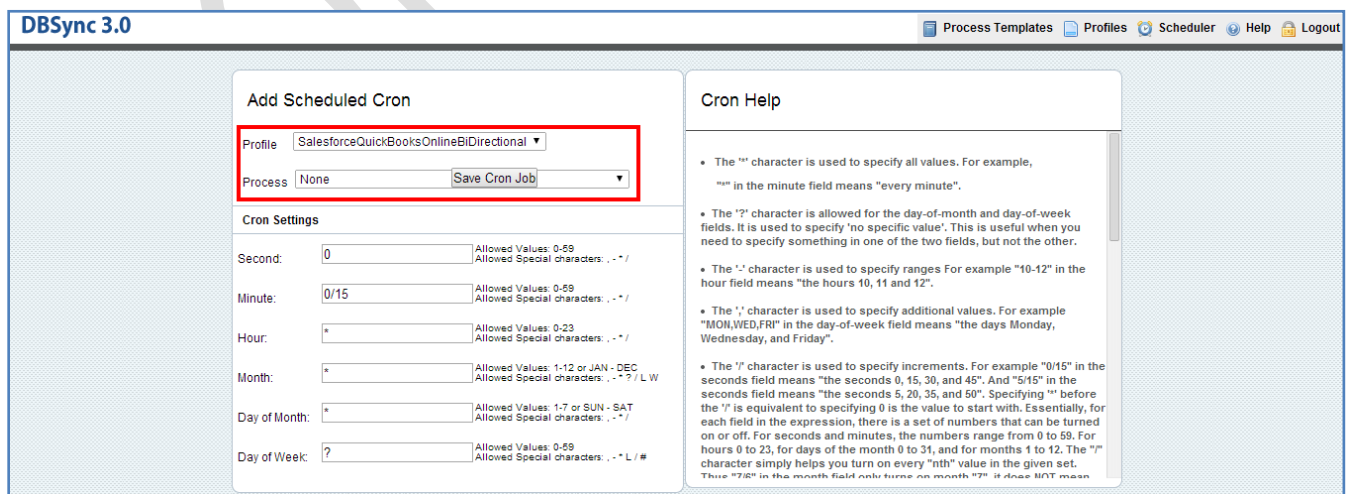 DBSync 3.0
Process Templates Profiles Scheduler Help Logout
Add Scheduled Cron
Profile SalesforceQuickBooksOnlineBiDirectional
Process None Save Cron Job
Cron Settings
Second: 0 Allowed Values: 0-59
Allowed Special characters: , - * /
Minute: 0/15 Allowed Values: 0-59
Allowed Special characters: , - * /
Hour: * Allowed Values: 0-23
Allowed Special characters: , - * /
Month: * Allowed Values: 1-12 or JAN - DEC
Allowed Special characters: , - * ? / L W
Day of Month: * Allowed Values: 1-7 or SUN - SAT
Allowed Special characters: , - * /
Day of Week: ? Allowed Values: 0-59
Allowed Special characters: , - * L / #
Cron Help
• The '*' character is used to specify all values. For example,
"*" in the minute field means "every minute".
• The '?' character is allowed for the day-of-month and day-of-week
fields. It is used to specify 'no specific value'. This is useful when you
need to specify something in one of the two fields, but not the other.
• The '-' character is used to specify ranges For example "10-12" in the
hour field means "the hours 10, 11 and 12".
• The ',' character is used to specify additional values. For example
"MON,WED,FRI" in the day-of-week field means "the days Monday,
Wednesday, and Friday".
• The '/' character is used to specify increments. For example "0/15" in the
seconds field means "the seconds 0, 15, 30, and 45". And "5/15" in the
seconds field means "the seconds 5, 20, 35, and 50". Specifying '*' before
the '/' is equivalent to specifying 0 is the value to start with. Essentially, for
each field in the expression, there is a set of numbers that can be turned
on or off. For seconds and minutes, the numbers range from 0 to 59. For
hours 0 to 23, for days of the month 0 to 31, and for months 1 to 12. The "/"
character simply helps you turn on every "nth" value in the given set.
Thus "7/6" in the month field only turns on month "7", it does NOT mean